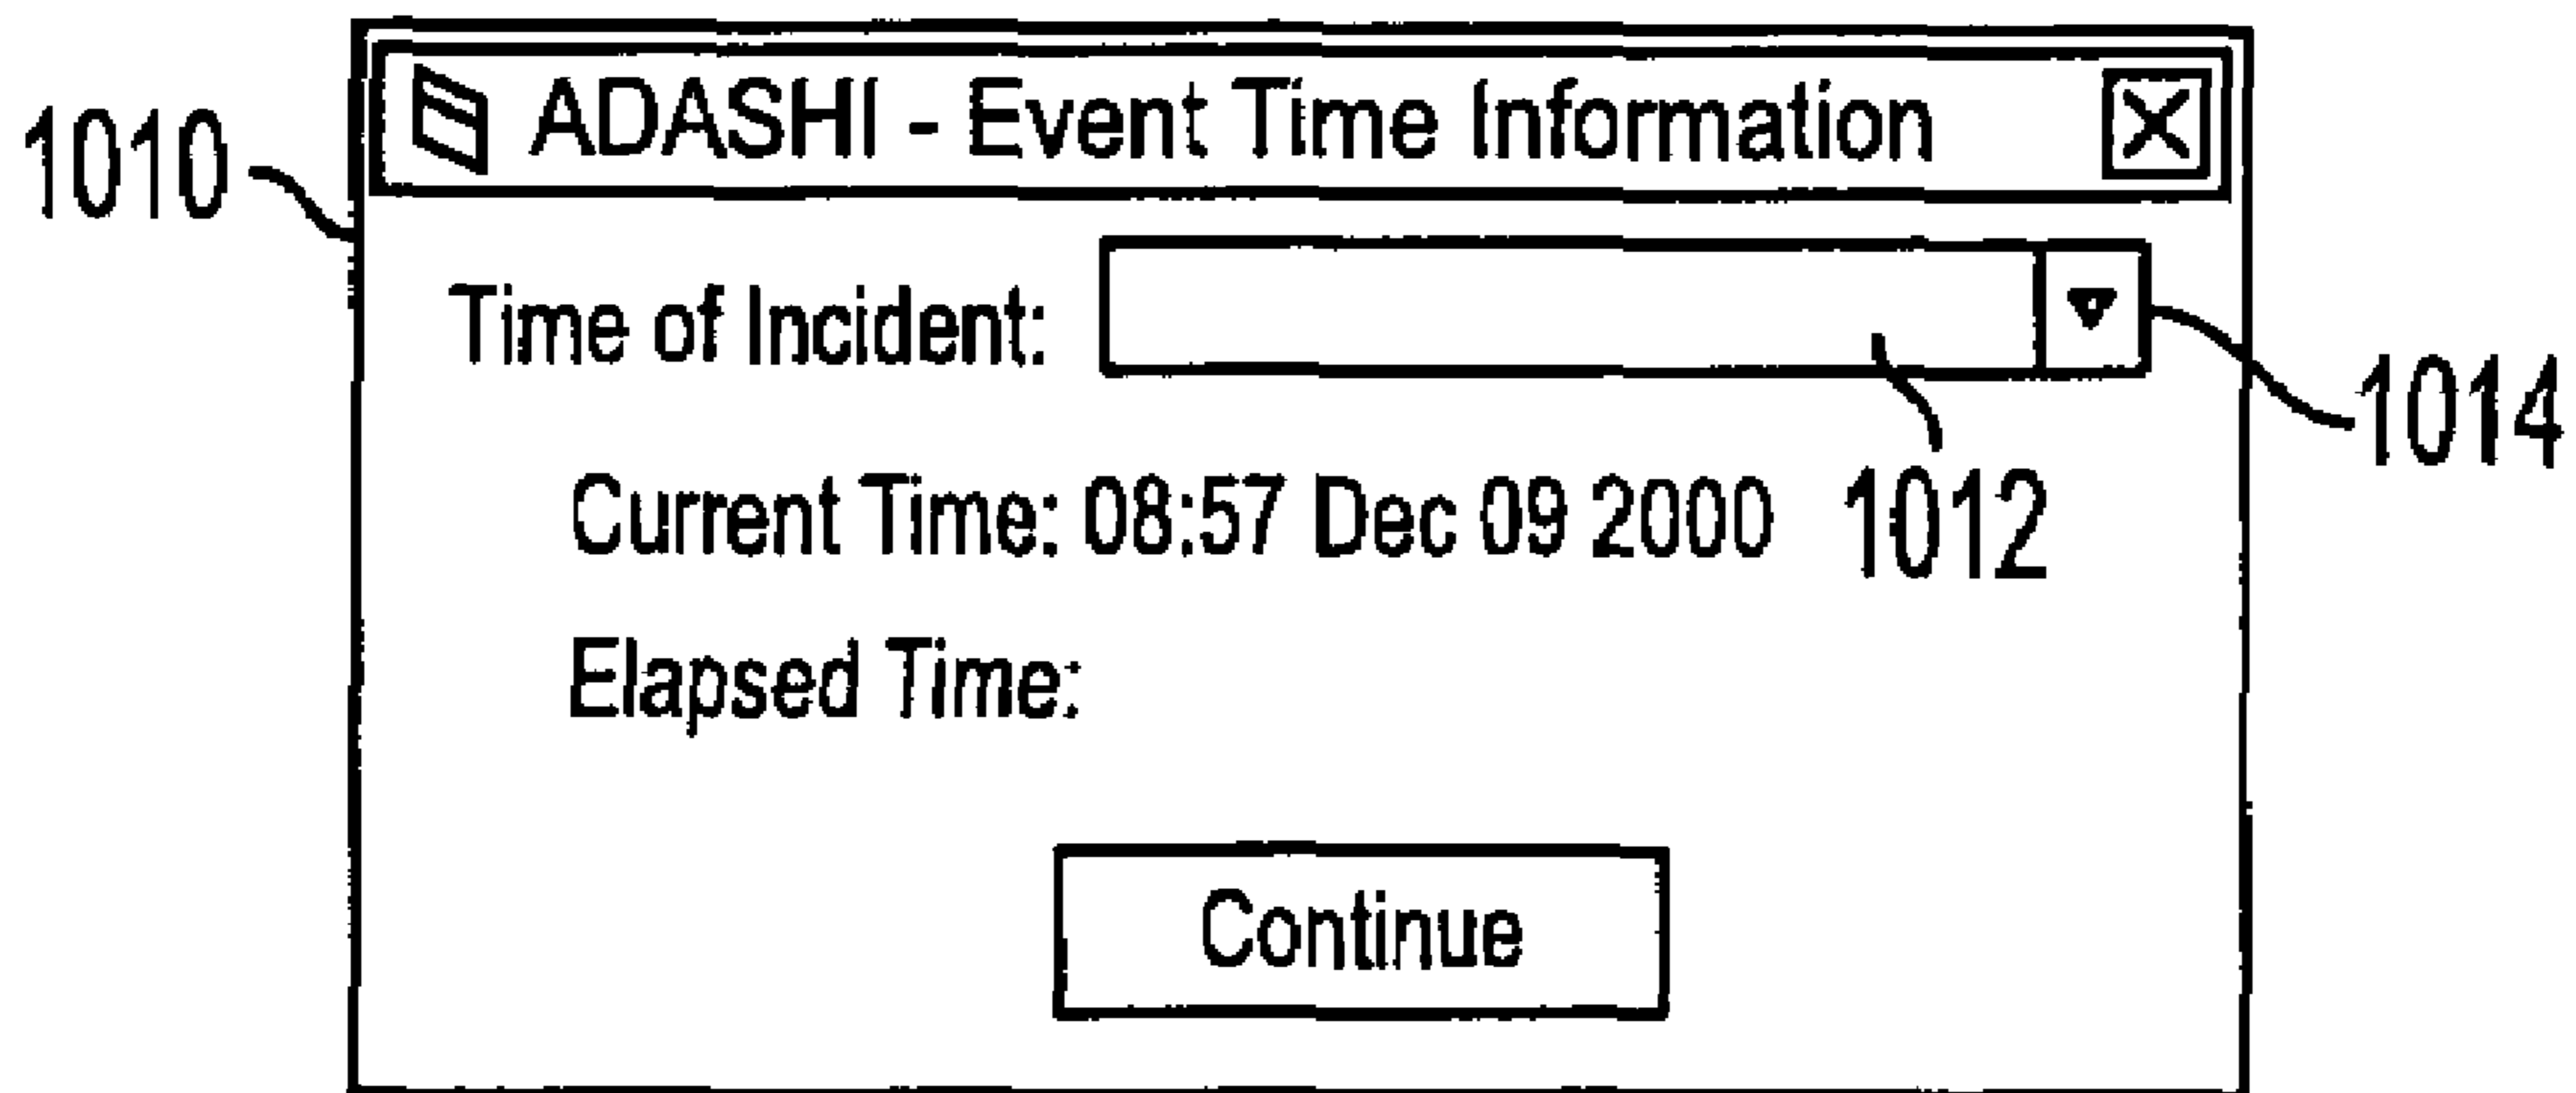 ADASHI - Event Time Information
1010
Time of Incident:
1014
Current Time: 08:57 Dec 09 2000
1012
Elapsed Time:
Continue